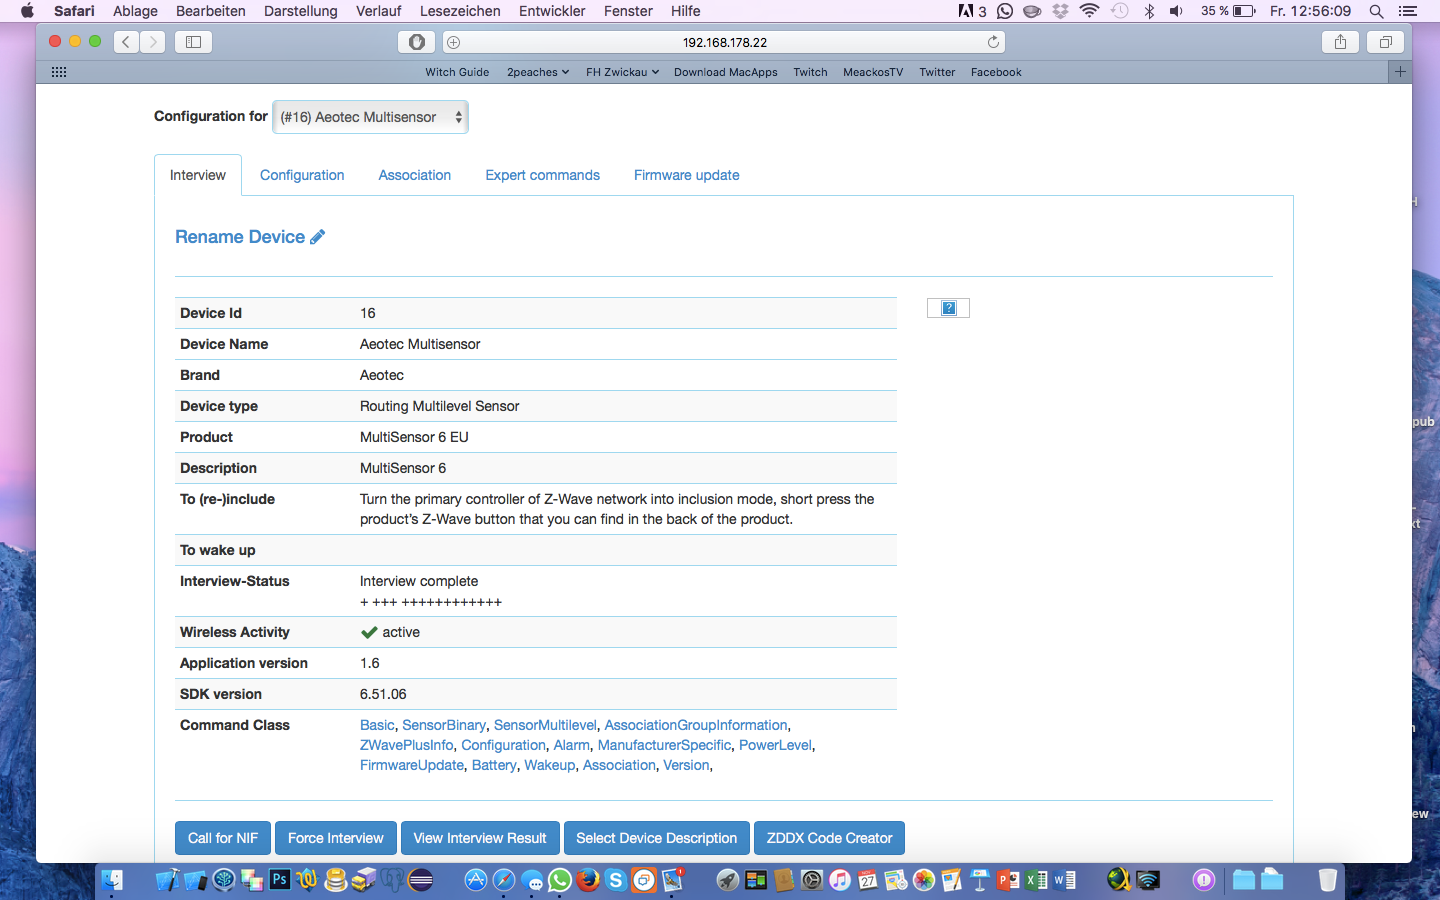 Safari Ablage Bearbeiten Darstellung Verlauf Lesezeichen Entwickler Fenster Hilfe 3 35 % Fr. 12:56:09
192.168.178.22
Witch Guide 2peaches FH Zwickau Download MacApps Twitch MeackosTV Twitter Facebook
Configuration for (#16) Aeotec Multisensor
Interview Configuration Association Expert commands Firmware update
Rename Device
Device Id 16
Device Name Aeotec Multisensor
Brand Aeotec
Device type Routing Multilevel Sensor
Product MultiSensor 6 EU
Description MultiSensor 6
To (re-)include Turn the primary controller of Z-Wave network into inclusion mode, short press the
product's Z-Wave button that you can find in the back of the product.
To wake up
Interview-Status Interview complete
+ +++ ++++++++++++
Wireless Activity active
Application version 1.6
SDK version 6.51.06
Command Class Basic, SensorBinary, SensorMultilevel, AssociationGroupInformation,
ZWavePlusInfo, Configuration, Alarm, ManufacturerSpecific, PowerLevel,
FirmwareUpdate, Battery, Wakeup, Association, Version,
Call for NIF Force Interview View Interview Result Select Device Description ZDDX Code Creator